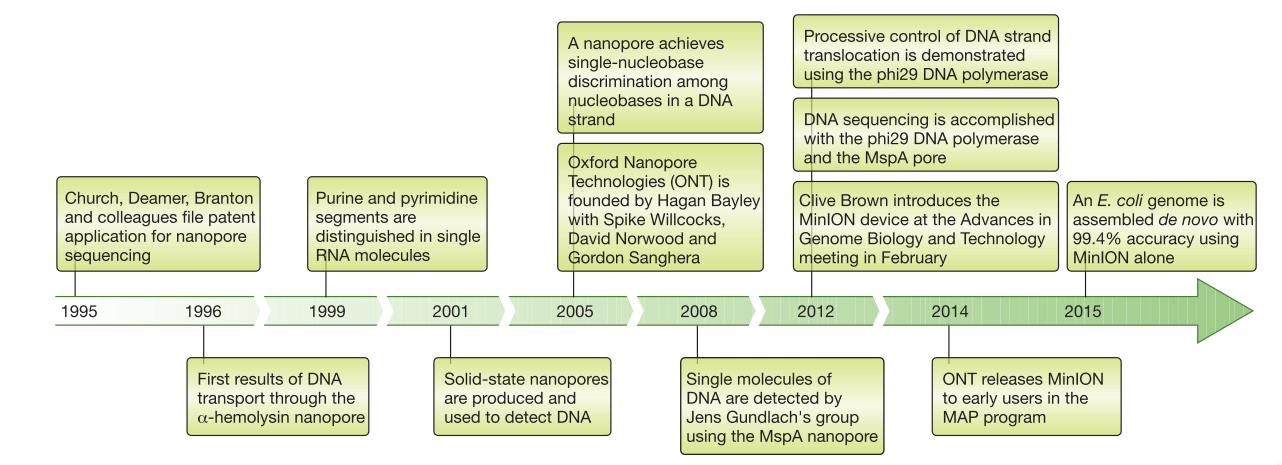 A nanopore achieves
single-nucleobase
discrimination among
nucleobases in a DNA
strand
Processive control of DNA strand
translocation is demonstrated
using the phi29 DNA polymerase
DNA sequencing is accomplished
with the phi29 DNA polymerase
and the MspA pore
Church, Deamer, Branton
and colleagues file patent
application for nanopore
sequencing
Purine and pyrimidine
segments are
distinguished in single
RNA molecules
Oxford Nanopore
Technologies (ONT) is
founded by Hagan Bayley
with Spike Willcocks,
David Norwood and
Gordon Sanghera
Clive Brown introduces the
MinION device at the Advances in
Genome Biology and Technology
meeting in February
An E. coli genome is
assembled de novo with
99.4% accuracy using
MinION alone
1995 1996 1999 2001 2005 2008 2012 2014 2015
First results of DNA
transport through the
α-hemolysin nanopore
Solid-state nanopores
are produced and
used to detect DNA
Single molecules of
DNA are detected by
Jens Gundlach's group
using the MspA nanopore
ONT releases MinION
to early users in the
MAP program